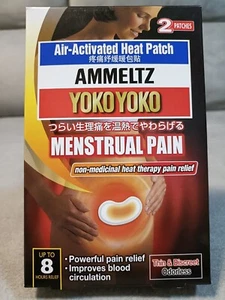 2 PATCHES
Air-Activated Heat Patch
疼痛纾缓暖包贴
AMMELTZ
YOKOYOKO
つらい生理痛を温熱でやわらげる
MENSTRUAL PAIN
non-medicinal heat therapy pain relief
UP TO
8
HOURS RELIEF
•Powerful pain relief
•Improves blood
circulation
Thin & Discreet
Odorless